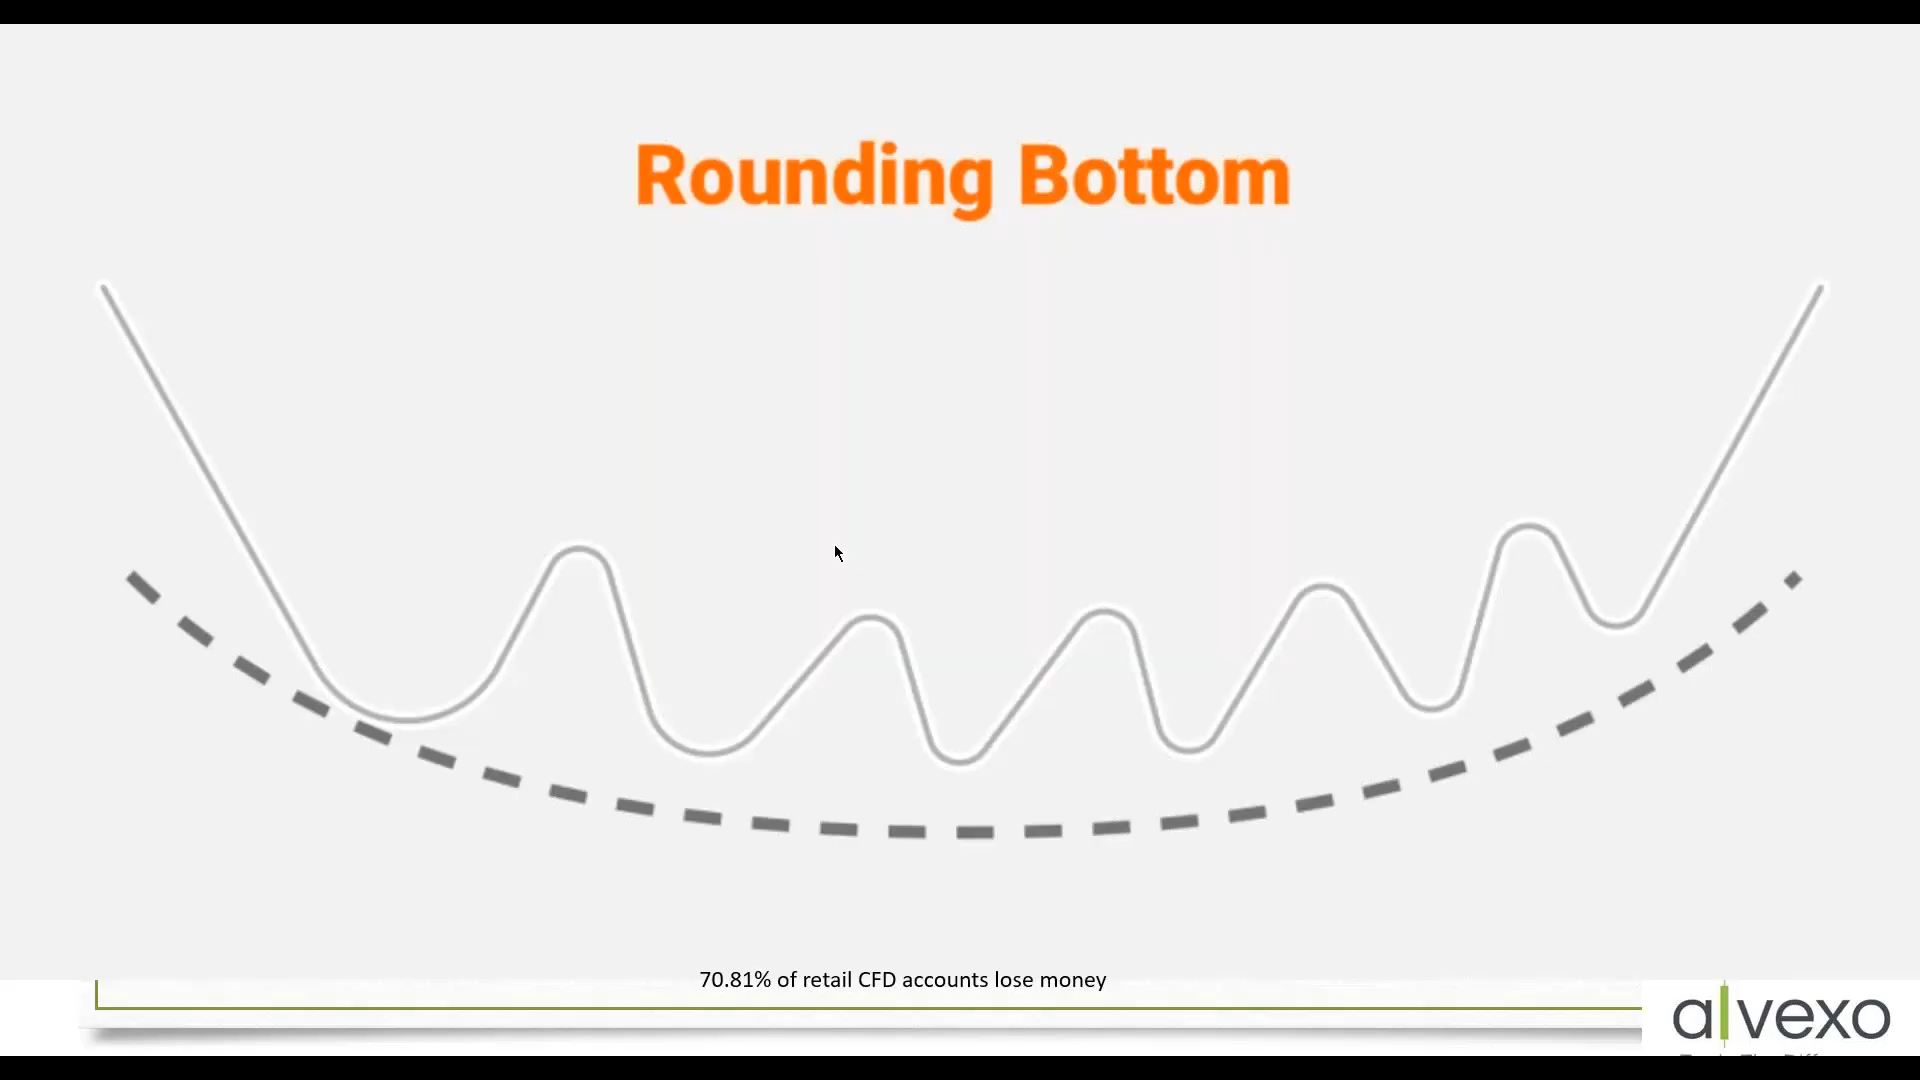 Rounding Bottom
70.81% of retail CFD accounts lose money
alvexo